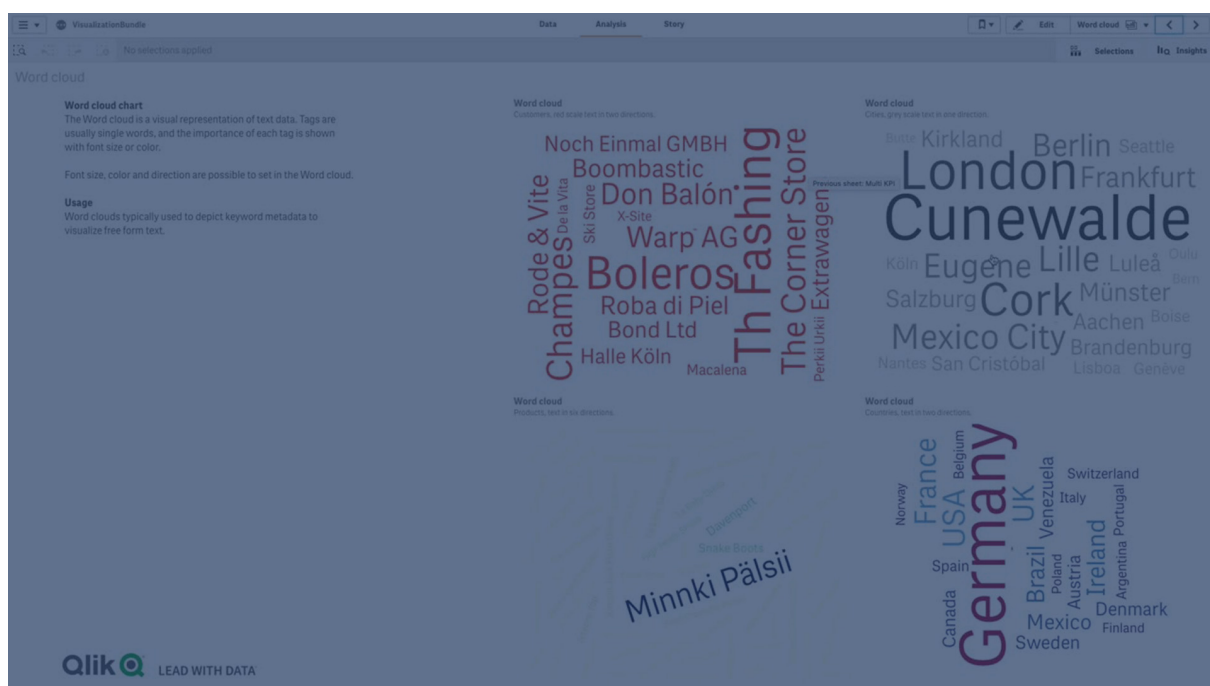 VisualizationBundle
Data
Analysis
Story
Edit
Word cloud
No selections applied
Selections
Insights
Word cloud
Word cloud chart
The Word cloud is a visual representation of text data. Tags are
usually single words, and the importance of each tag is shown
with font size or color.
Font size, color and direction are possible to set in the Word cloud.
Usage
Word clouds typically used to depict keyword metadata to
visualize free form text.
Word cloud
Customers, red scale text in two directions.
Noch Einmal GMBH
Boombastic
Don Balón
X-Site
Warp AG
Boleros
Roba di Piel
Bond Ltd
Halle Köln
Macalena
Rode & Vite
Champes
De la Vita
Ski Store
Th Fashing
The Corner Store
Extrawagen
Perkii Urkii
Previous sheet: Multi KPI
Word cloud
Cities, grey scale text in one direction.
Butte
Kirkland
Berlin
Seattle
London
Frankfurt
Cunewalde
Köln
Eugene
Lille
Luleå
Oulu
Bern
Salzburg
Cork
Münster
Aachen
Boise
Mexico City
Brandenburg
Nantes
San Cristóbal
Lisboa
Genève
Word cloud
Products, text in six directions.
Davenport
Snake Boots
Minnki Pälsii
Word cloud
Countries, text in two directions.
Norway
France
Belgium
USA
Germany
UK
Venezuela
Switzerland
Italy
Portugal
Spain
Brazil
Poland
Austria
Ireland
Argentina
Canada
Denmark
Mexico
Finland
Sweden
Qlik
LEAD WITH DATA